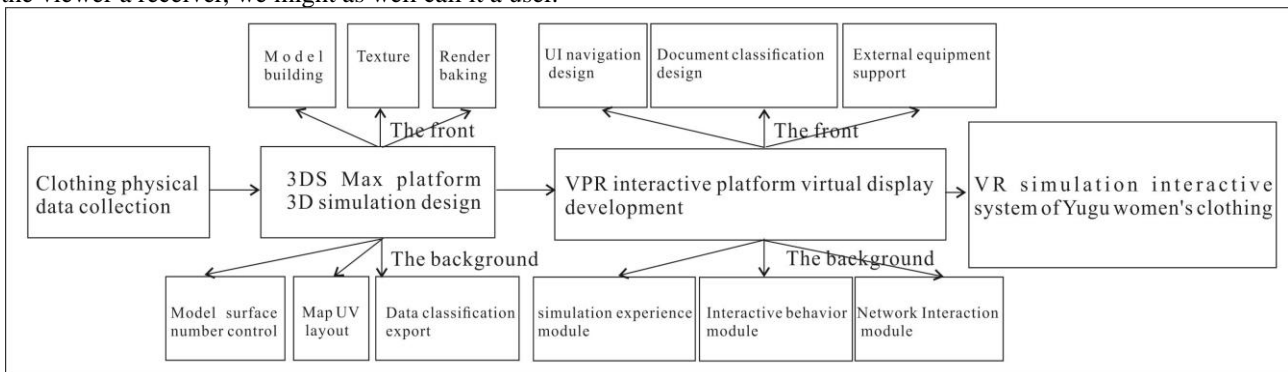 the viewer a receiver, we might as well call it a user.
Model
building
Texture
Render
baking
UI navigation
design
Document classification
design
External equipment
support
The front
The front
Clothing physical
data collection
3DS Max platform
3D simulation design
VPR interactive platform virtual display
development
VR simulation interactive
system of Yugu women's clothing
The background
The background
Model surface
number control
Map UV
layout
Data classification
export
simulation experience
module
Interactive behavior
module
Network Interaction
module